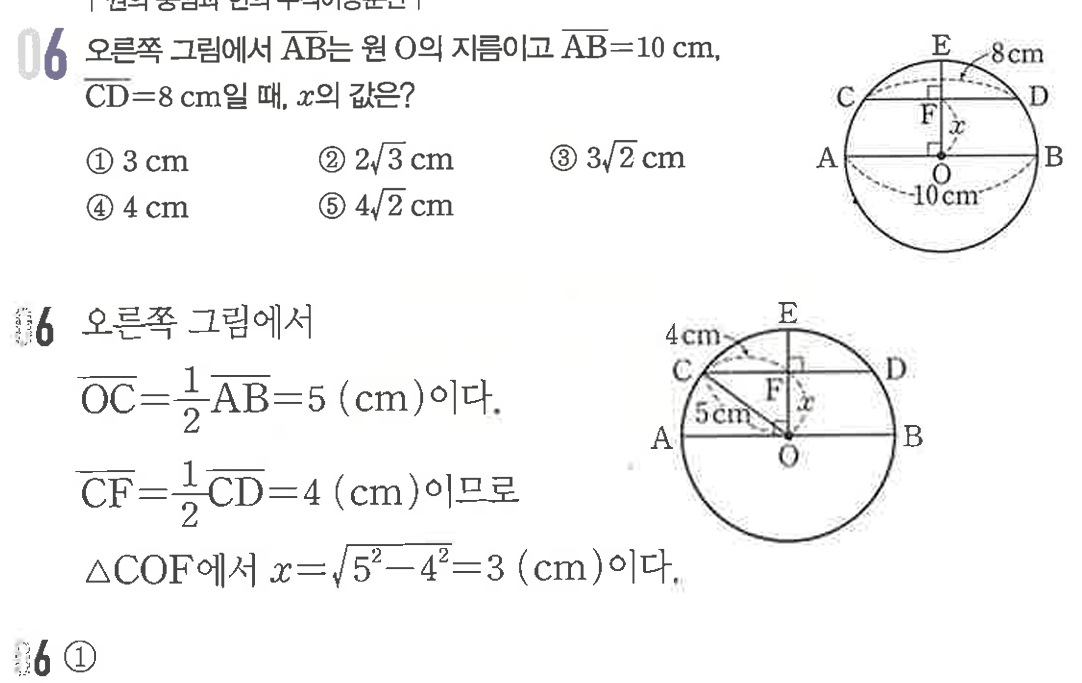 06 오른쪽 그림에서 AB는 원 O의 지름이고 AB=10 cm,
CD=8 cm일 때, x의 값은?
① 3 cm ② 2√3 cm ③ 3√2 cm
④ 4 cm ⑤ 4√2 cm
E
8cm
C
D
F
x
A
B
O
10cm
06 오른쪽 그림에서
OC=1/2AB=5 (cm)이다.
CF=1/2CD=4 (cm)이므로
△COF에서 x=√(5²-4²)=3 (cm)이다.
E
4cm
C
D
F
x
5cm
A
B
O
06 ①